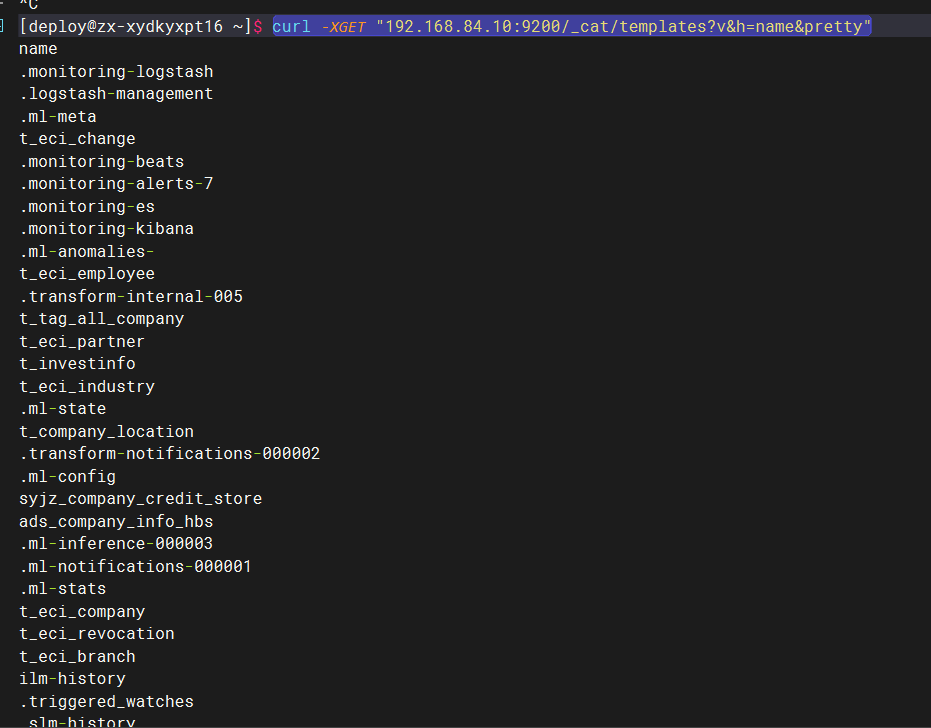 ^C
[deploy@zx-xydkyxpt16 ~]$ curl -XGET "192.168.84.10:9200/_cat/templates?v&h=name&pretty"
name
.monitoring-logstash
.logstash-management
.ml-meta
t_eci_change
.monitoring-beats
.monitoring-alerts-7
.monitoring-es
.monitoring-kibana
.ml-anomalies-
t_eci_employee
.transform-internal-005
t_tag_all_company
t_eci_partner
t_investinfo
t_eci_industry
.ml-state
t_company_location
.transform-notifications-000002
.ml-config
syjz_company_credit_store
ads_company_info_hbs
.ml-inference-000003
.ml-notifications-000001
.ml-stats
t_eci_company
t_eci_revocation
t_eci_branch
ilm-history
.triggered_watches
.slm-history